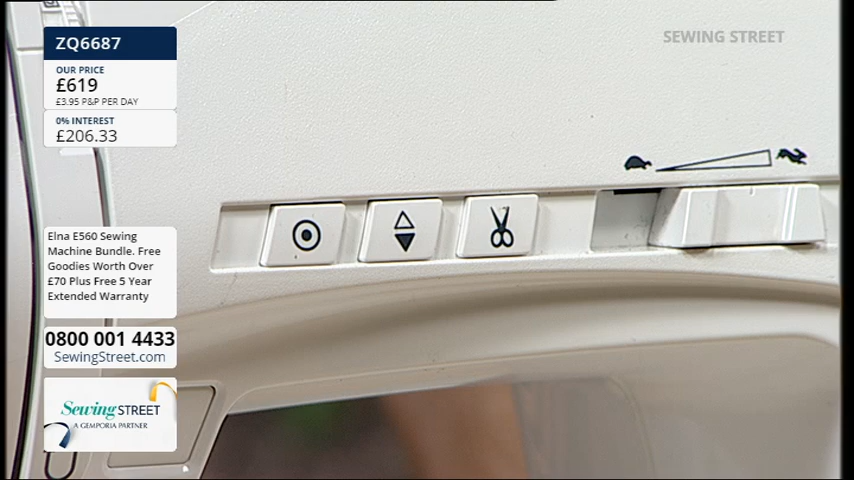 ZQ6687
SEWING STREET
OUR PRICE
£619
£3.95 P&P PER DAY
0% INTEREST
£206.33
Elna E560 Sewing
Machine Bundle. Free
Goodies Worth Over
£70 Plus Free 5 Year
Extended Warranty
0800 001 4433
SewingStreet.com
Sewing STREET
A GEMPORIA PARTNER